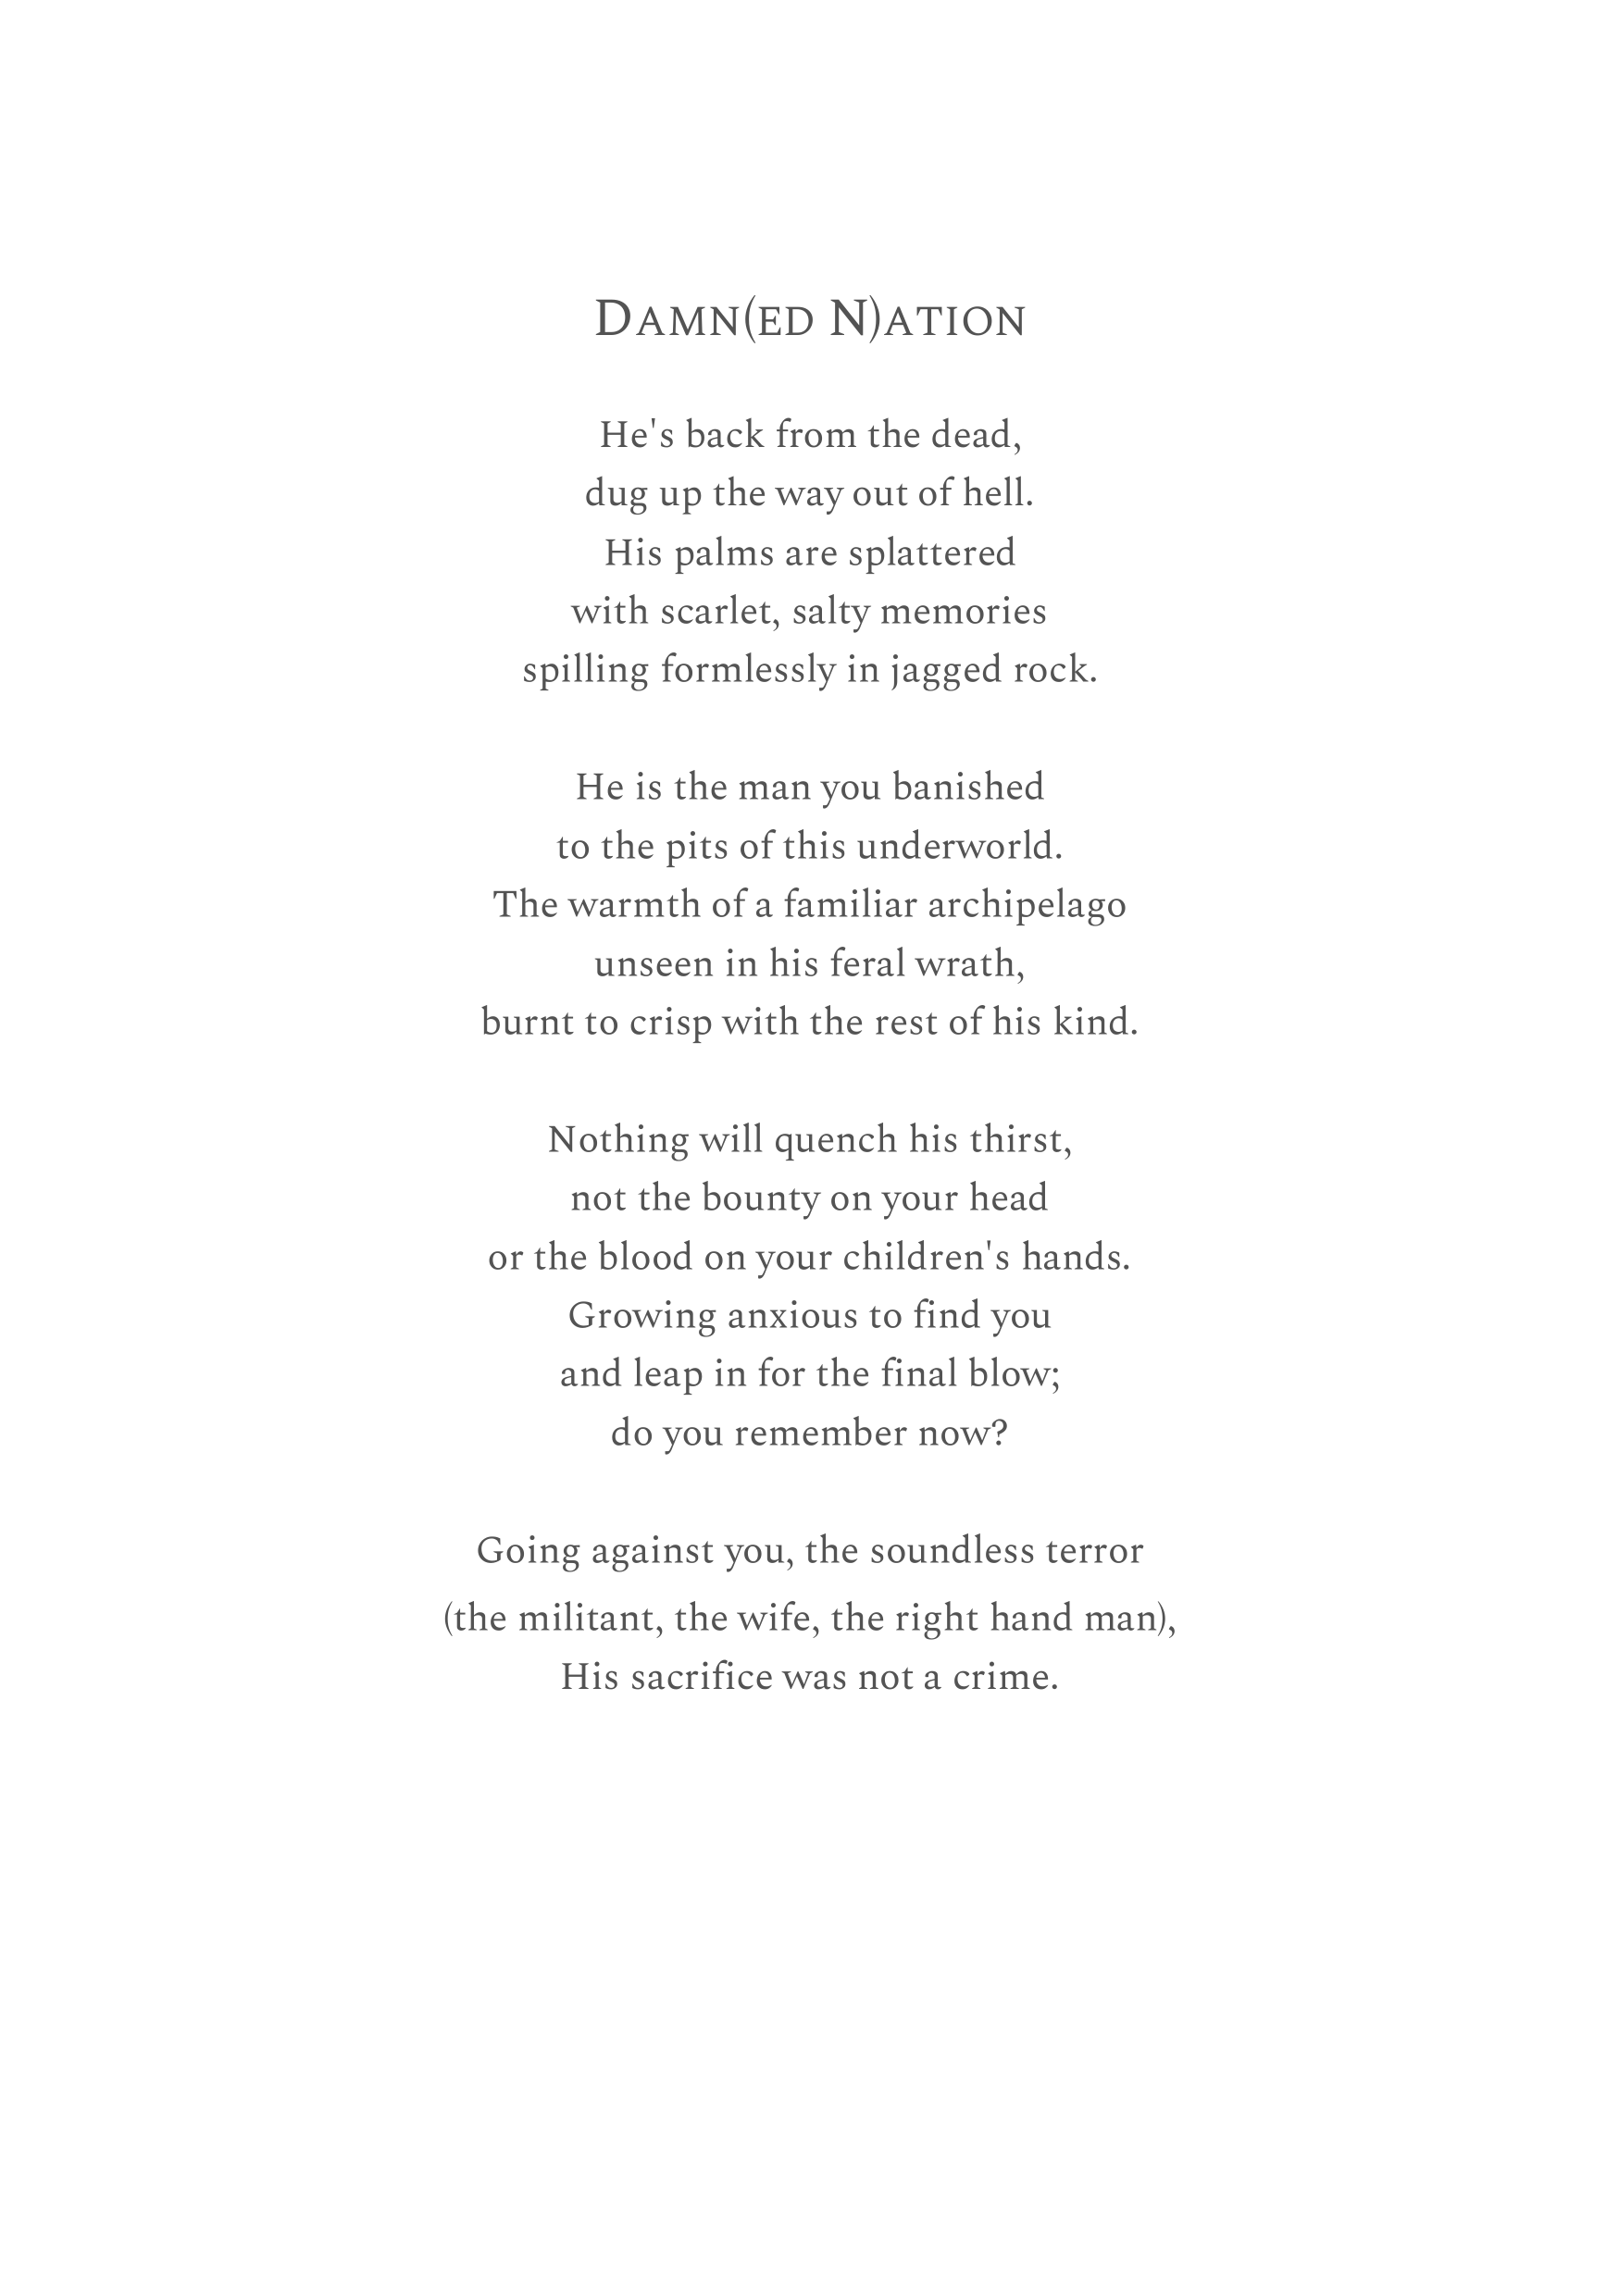 Damn(ed N)ation
He's back from the dead,
dug up the way out of hell.
His palms are splattered
with scarlet, salty memories
spilling formlessly in jagged rock.
He is the man you banished
to the pits of this underworld.
The warmth of a familiar archipelago
unseen in his feral wrath,
burnt to crisp with the rest of his kind.
Nothing will quench his thirst,
not the bounty on your head
or the blood on your children's hands.
Growing anxious to find you
and leap in for the final blow;
do you remember now?
Going against you, the soundless terror
(the militant, the wife, the right hand man),
His sacrifice was not a crime.